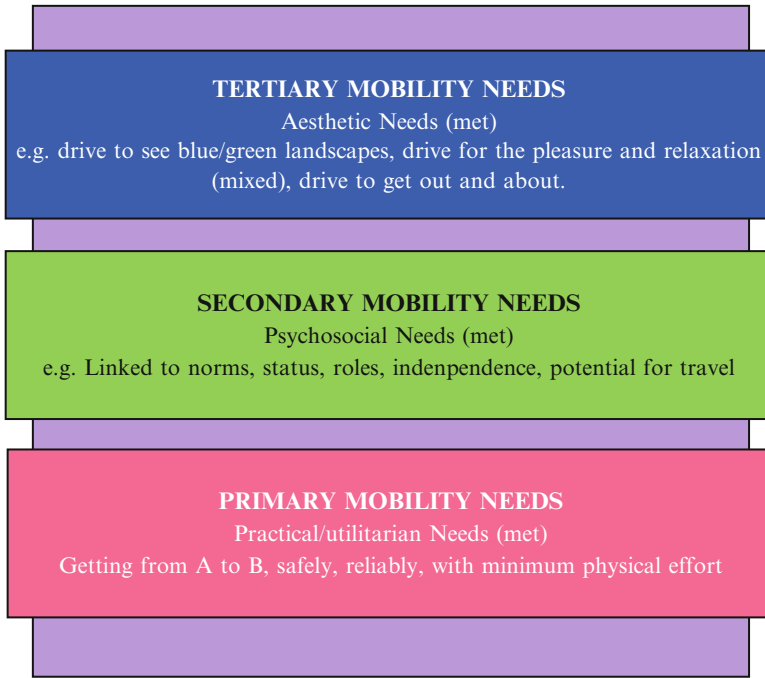 TERTIARY MOBILITY NEEDS
Aesthetic Needs (met)
e.g. drive to see blue/green landscapes, drive for the pleasure and relaxation
(mixed), drive to get out and about.
SECONDARY MOBILITY NEEDS
Psychosocial Needs (met)
e.g. Linked to norms, status, roles, indenpendence, potential for travel
PRIMARY MOBILITY NEEDS
Practical/utilitarian Needs (met)
Getting from A to B, safely, reliably, with minimum physical effort